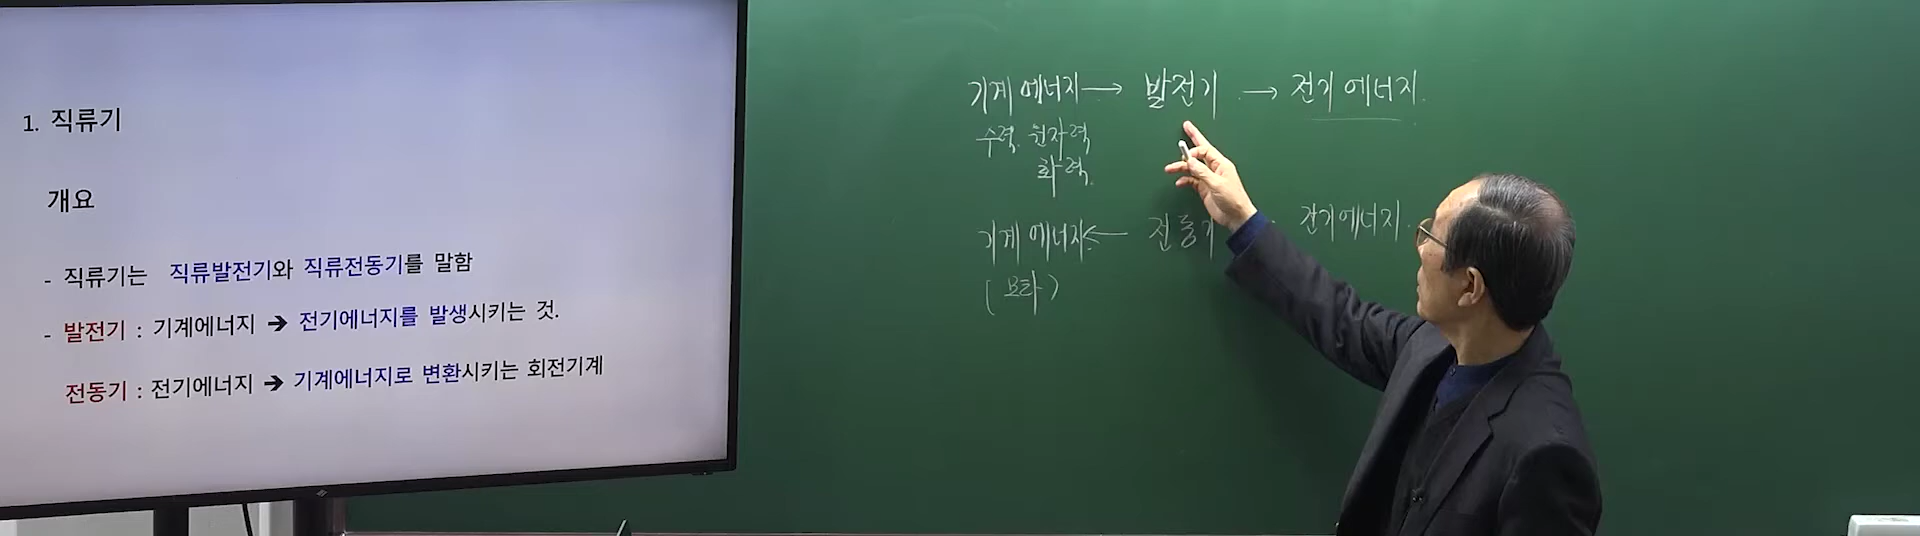 1. 직류기
개요
- 직류기는 직류발전기와 직류전동기를 말함
- 발전기 : 기계에너지 ➔ 전기에너지를 발생시키는 것.
전동기 : 전기에너지 ➔ 기계에너지로 변환시키는 회전기계
기계 에너지 → 발전기 → 전기 에너지
수력. 원자력
화력.
기계 에너지 ← 전동기 전기에너지
(모타)